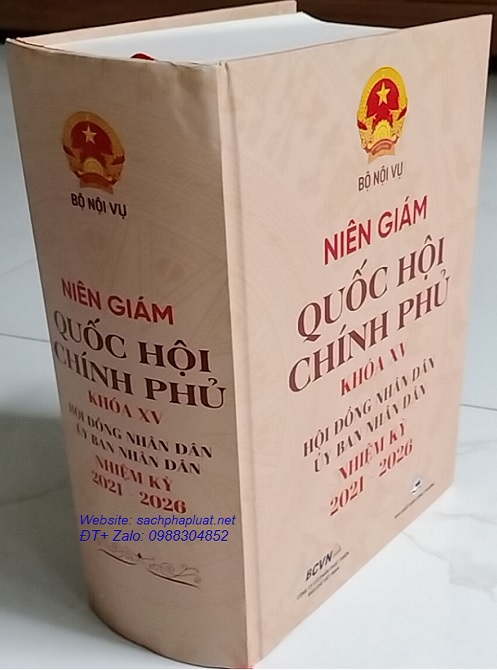 BỘ NỘI VỤ
NIÊN GIÁM
QUỐC HỘI
CHÍNH PHỦ
KHÓA XV
HỘI ĐỒNG NHÂN DÂN
ỦY BAN NHÂN DÂN
NHIỆM KỲ
2021 - 2026
Website: sachphapluat.net
ĐT+ Zalo: 0988304852
BỘ NỘI VỤ
NIÊN GIÁM
QUỐC HỘI
CHÍNH PHỦ
KHÓA XV
HỘI ĐỒNG NHÂN DÂN
ỦY BAN NHÂN DÂN
NHIỆM KỲ
2021 - 2026
BCVN